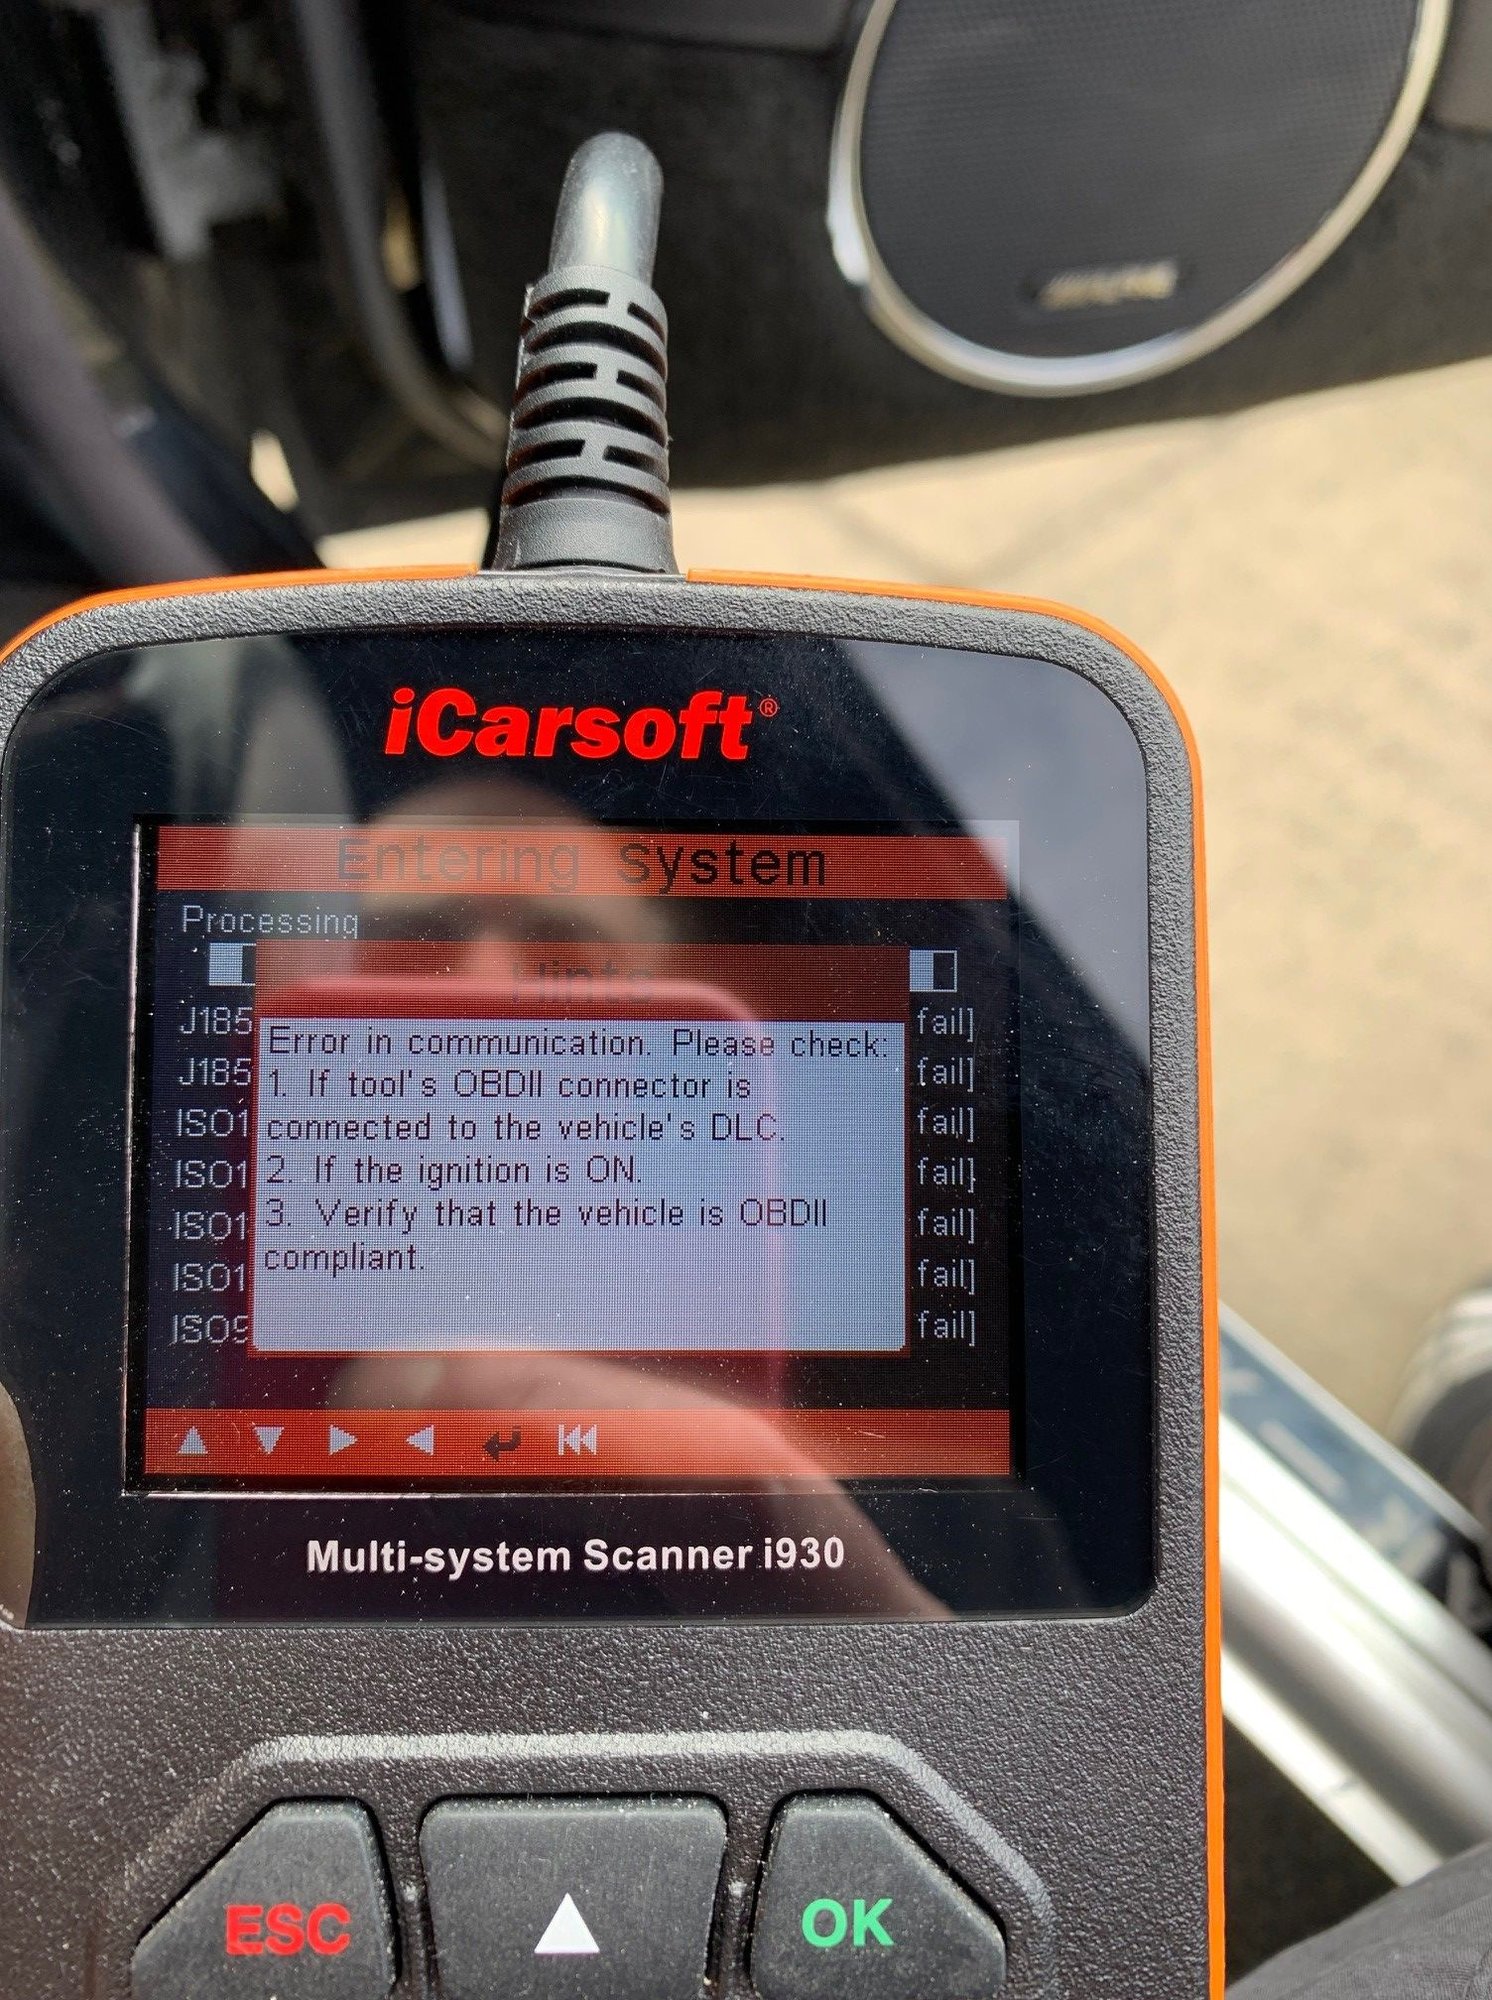 iCarsoft®
Entering System
Processing
Hints
J185 fail]
J185 fail]
ISO1 fail]
ISO1 fail]
ISO1 fail]
ISO1 fail]
ISO9 fail]
Error in communication. Please check:
1. If tool's OBDII connector is
connected to the vehicle's DLC.
2. If the ignition is ON.
3. Verify that the vehicle is OBDII
compliant.
Multi-system Scanner i930
ESC
OK